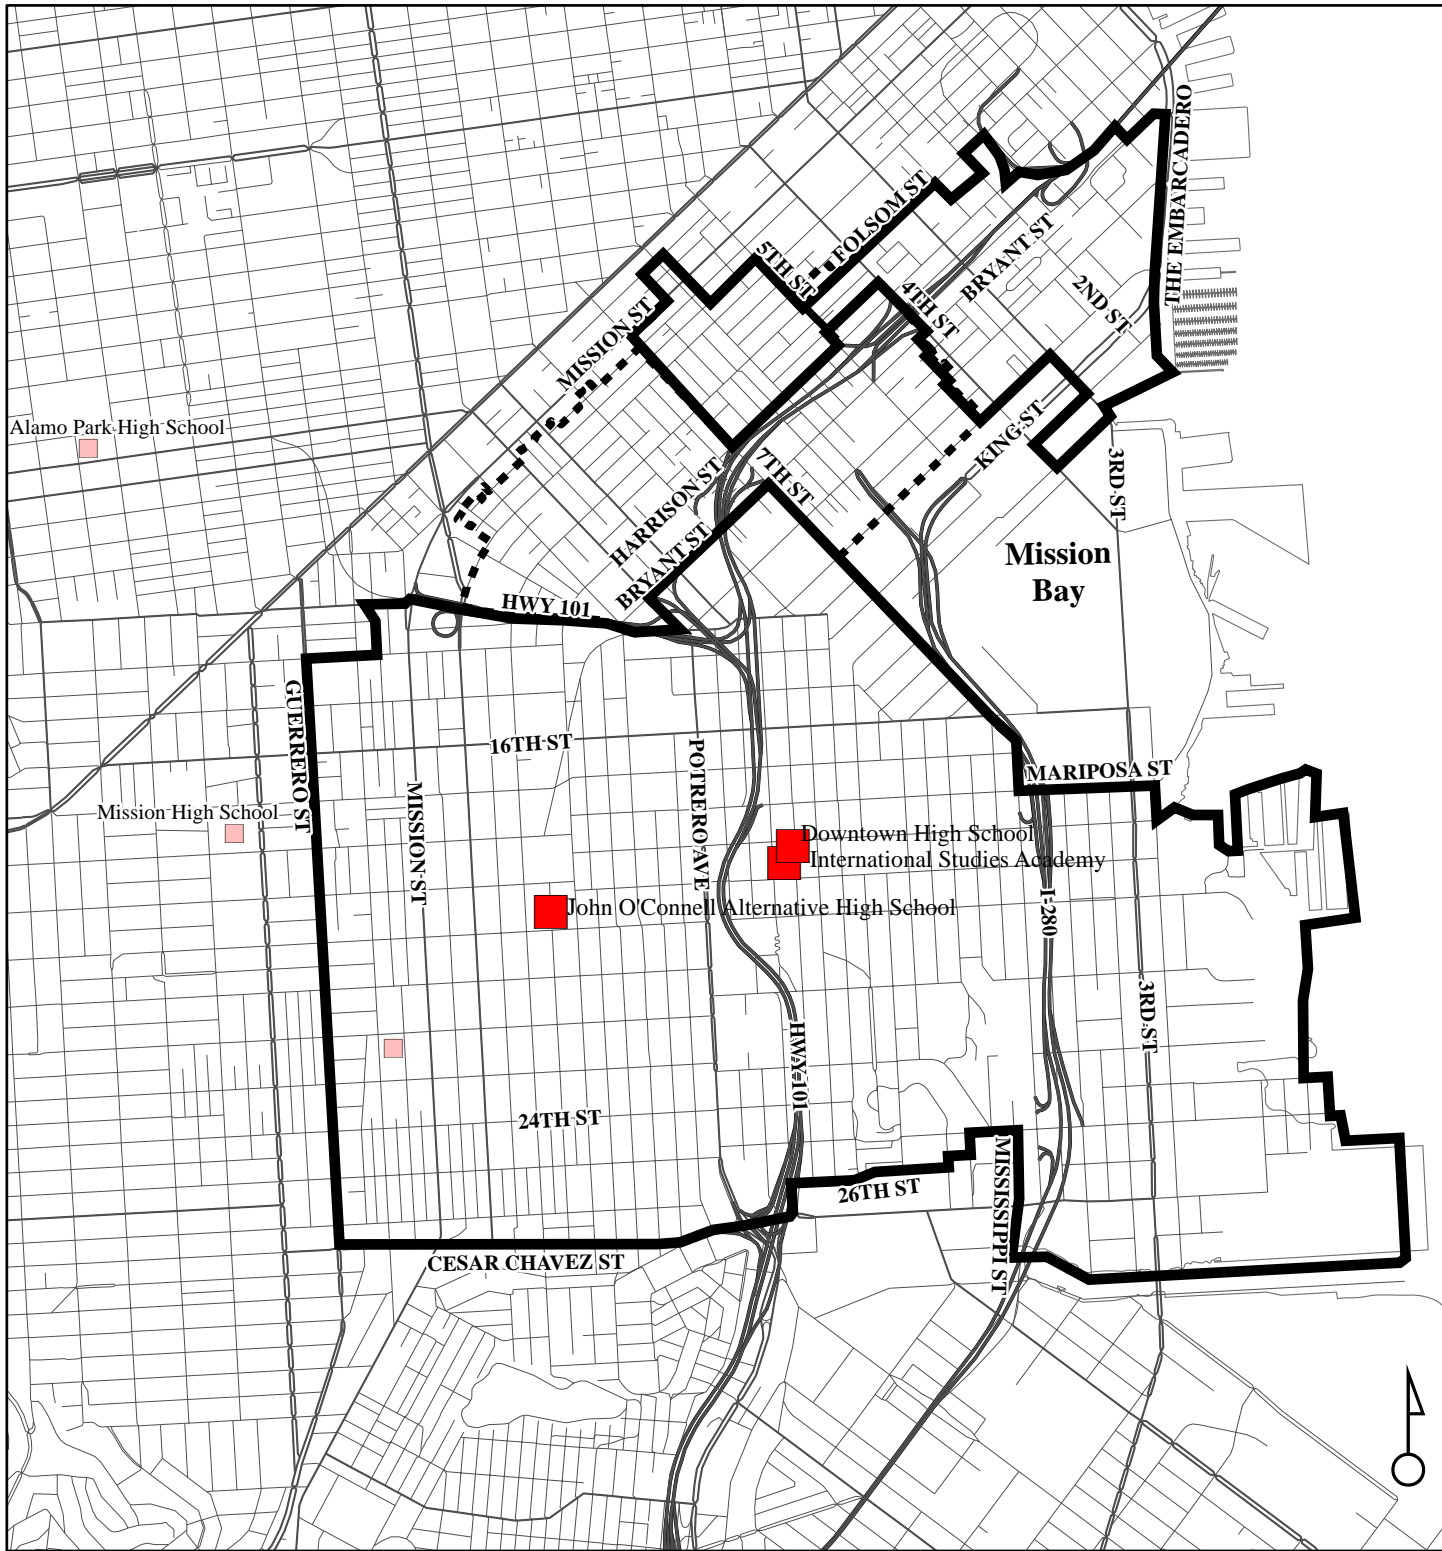 THE EMBARCADERO
FOLSOM ST
5TH ST
BRYANT ST
4TH ST
2ND ST
MISSION ST
Alamo Park High School
KING ST
3RD ST
7TH ST
HARRISON ST
BRYANT ST
Mission
Bay
HWY 101
GUERRERO ST
16TH ST
POTRERO AVE
MARIPOSA ST
MISSION ST
Mission High School
Downtown High School
International Studies Academy
John O'Connell Alternative High School
I-280
3RD ST
HWY 101
24TH ST
26TH ST
MISSISSIPPI ST
CESAR CHAVEZ ST